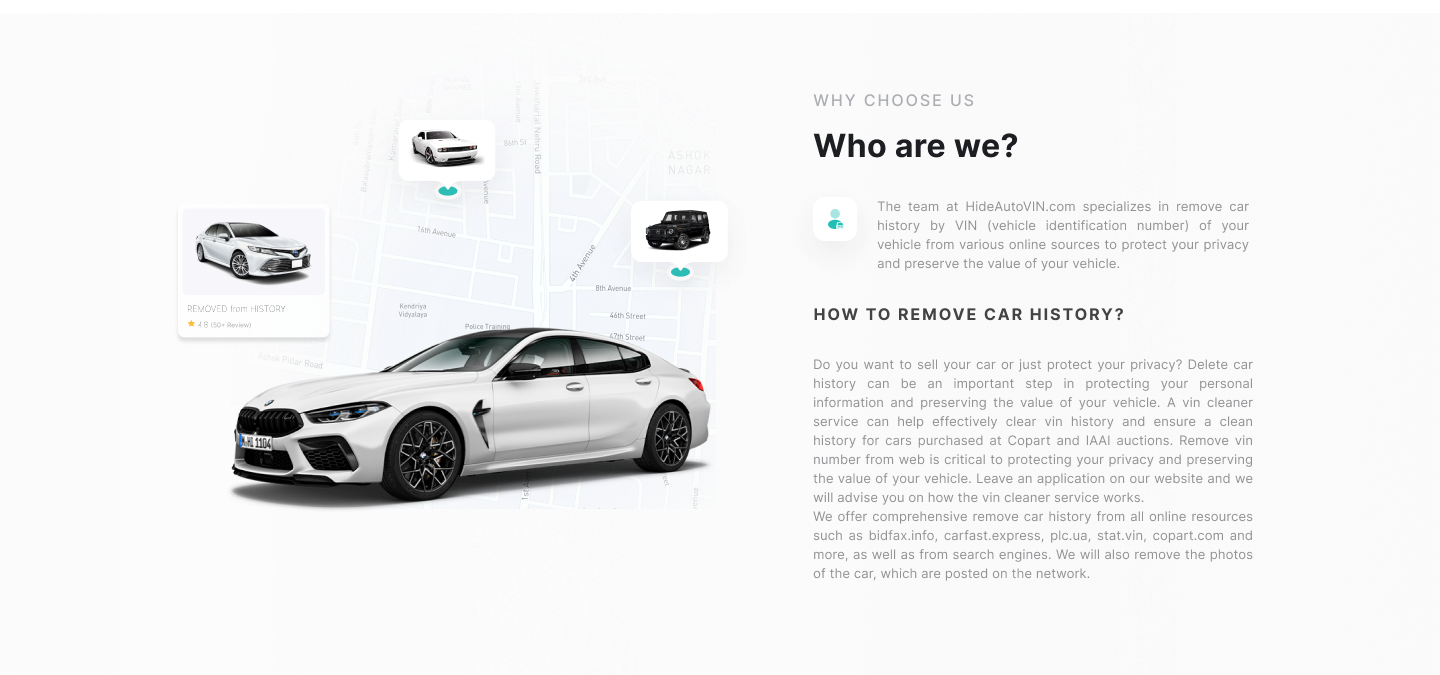 WHY CHOOSE US
Who are we?
The team at HideAutoVIN.com specializes in remove car
history by VIN (vehicle identification number) of your
vehicle from various online sources to protect your privacy
and preserve the value of your vehicle.
HOW TO REMOVE CAR HISTORY?
Do you want to sell your car or just protect your privacy? Delete car
history can be an important step in protecting your personal
information and preserving the value of your vehicle. A vin cleaner
service can help effectively clear vin history and ensure a clean
history for cars purchased at Copart and IAAI auctions. Remove vin
number from web is critical to protecting your privacy and preserving
the value of your vehicle. Leave an application on our website and we
will advise you on how the vin cleaner service works.
We offer comprehensive remove car history from all online resources
such as bidfax.info, carfast.express, plc.ua, stat.vin, copart.com and
more, as well as from search engines. We will also remove the photos
of the car, which are posted on the network.
86th St
Jawaharlal Nehru Road
ASHOK
NAGAR
16th Avenue
4th Avenue
8th Avenue
REMOVED from HISTORY
4.8 (50+ Review)
Kendriya
Vidyalaya
46th Street
Police Training
47th Street
Ashok Pillar Road
M HI 1104